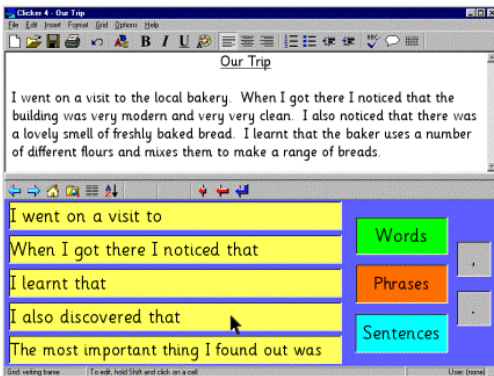 Clicker 4 - Our Trip
File Edit Insert Format Grid Options Help
B I U
Our Trip
I went on a visit to the local bakery. When I got there I noticed that the
building was very modern and very very clean. I also noticed that there was
a lovely smell of freshly baked bread. I learnt that the baker uses a number
of different flours and mixes them to make a range of breads.
I went on a visit to
When I got there I noticed that
I learnt that
I also discovered that
The most important thing I found out was
Words
Phrases
Sentences
,
.
Grid: writing frame To edit, hold Shift and click on a cell User: (none)